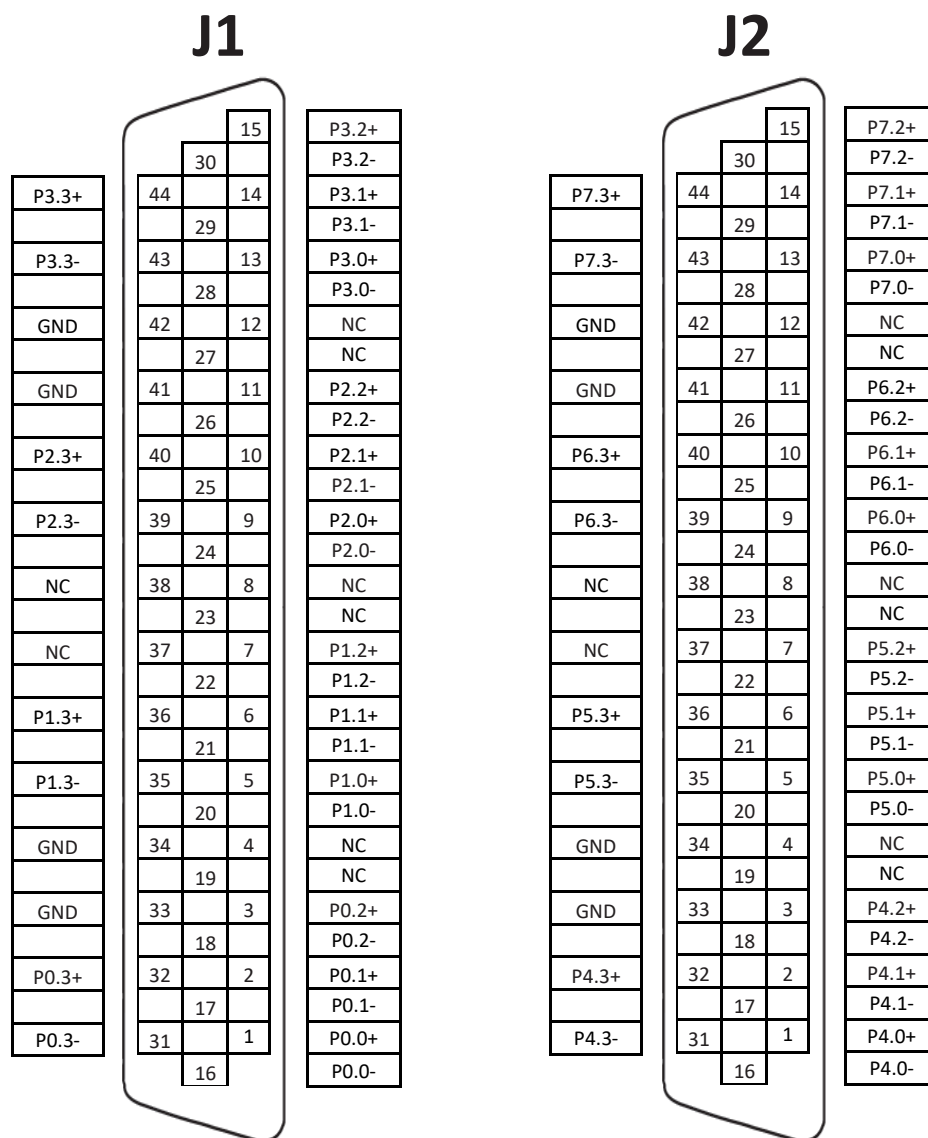 J1 J2
15 P3.2+ 15 P7.2+
30 P3.2- 30 P7.2-
P3.3+ 44 14 P3.1+ P7.3+ 44 14 P7.1+
29 P3.1- 29 P7.1-
P3.3- 43 13 P3.0+ P7.3- 43 13 P7.0+
28 P3.0- 28 P7.0-
GND 42 12 NC GND 42 12 NC
27 NC 27 NC
GND 41 11 P2.2+ GND 41 11 P6.2+
26 P2.2- 26 P6.2-
P2.3+ 40 10 P2.1+ P6.3+ 40 10 P6.1+
25 P2.1- 25 P6.1-
P2.3- 39 9 P2.0+ P6.3- 39 9 P6.0+
24 P2.0- 24 P6.0-
NC 38 8 NC NC 38 8 NC
23 NC 23 NC
NC 37 7 P1.2+ NC 37 7 P5.2+
22 P1.2- 22 P5.2-
P1.3+ 36 6 P1.1+ P5.3+ 36 6 P5.1+
21 P1.1- 21 P5.1-
P1.3- 35 5 P1.0+ P5.3- 35 5 P5.0+
20 P1.0- 20 P5.0-
GND 34 4 NC GND 34 4 NC
19 NC 19 NC
GND 33 3 P0.2+ GND 33 3 P4.2+
18 P0.2- 18 P4.2-
P0.3+ 32 2 P0.1+ P4.3+ 32 2 P4.1+
17 P0.1- 17 P4.1-
P0.3- 31 1 P0.0+ P4.3- 31 1 P4.0+
16 P0.0- 16 P4.0-